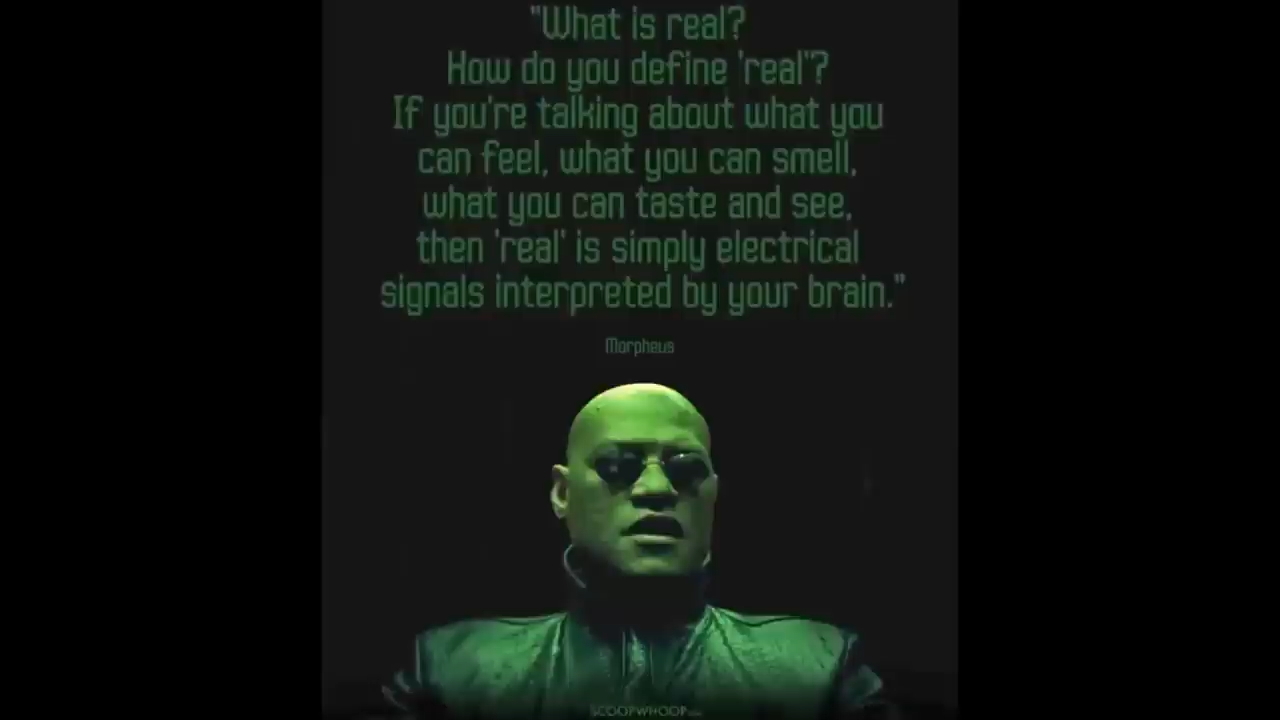 "What is real?
How do you define 'real'?
If you're talking about what you
can feel, what you can smell,
what you can taste and see,
then 'real' is simply electrical
signals interpreted by your brain."
Morpheus
SCOOPWHOOP